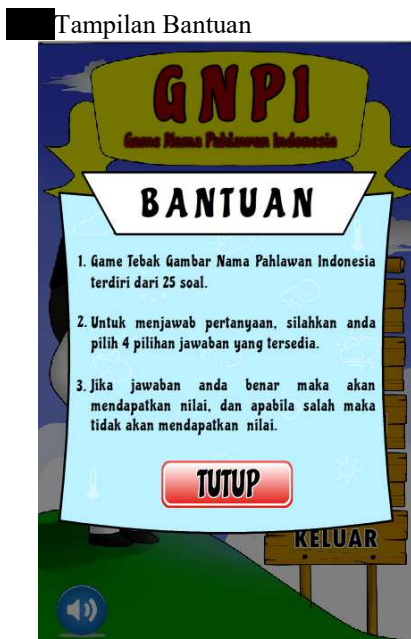 Tampilan Bantuan
GNPI
Game Nama Pahlawan Indonesia
BANTUAN
1. Game Tebak Gambar Nama Pahlawan Indonesia
terdiri dari 25 soal.
2. Untuk menjawab pertanyaan, silahkan anda
pilih 4 pilihan jawaban yang tersedia.
3. Jika jawaban anda benar maka akan
mendapatkan nilai, dan apabila salah maka
tidak akan mendapatkan nilai.
TUTUP
KELUAR